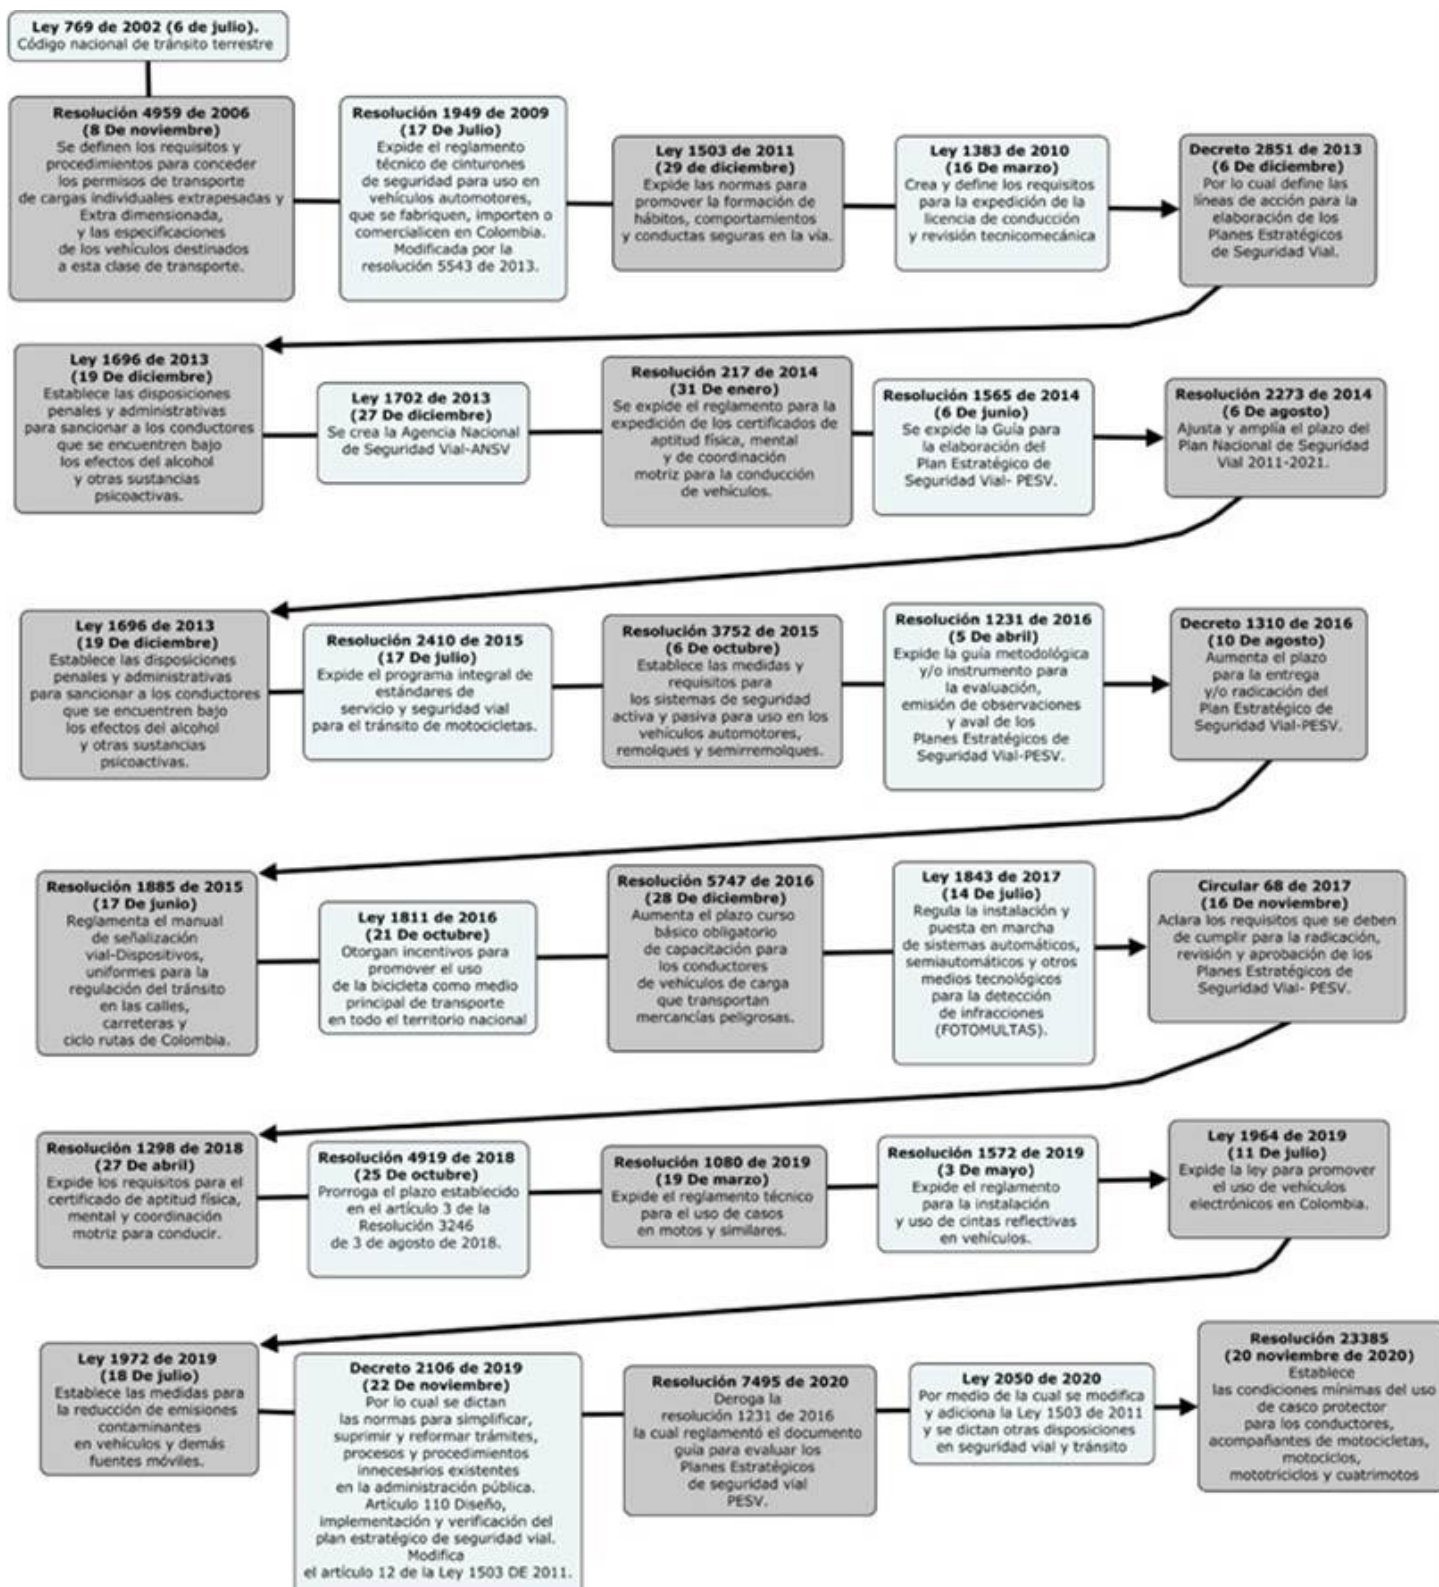 Ley 769 de 2002 (6 de julio).
Código nacional de tránsito terrestre
Resolución 4959 de 2006
(8 De noviembre)
Se definen los requisitos y
procedimientos para conceder
los permisos de transporte
de cargas individuales extrapesadas y
Extra dimensionada,
y las especificaciones
de los vehículos destinados
a esta clase de transporte.
Resolución 1949 de 2009
(17 De Julio)
Expide el reglamento
técnico de cinturones
de seguridad para uso en
vehículos automotores,
que se fabriquen, importen o
comercialicen en Colombia.
Modificada por la
resolución 5543 de 2013.
Ley 1503 de 2011
(29 de diciembre)
Expide las normas para
promover la formación de
hábitos, comportamientos
y conductas seguras en la vía.
Ley 1383 de 2010
(16 De marzo)
Crea y define los requisitos
para la expedición de la
licencia de conducción
y revisión tecnicomecánica
Decreto 2851 de 2013
(6 De diciembre)
Por lo cual define las
líneas de acción para la
elaboración de los
Planes Estratégicos
de Seguridad Vial.
Ley 1696 de 2013
(19 De diciembre)
Establece las disposiciones
penales y administrativas
para sancionar a los conductores
que se encuentren bajo
los efectos del alcohol
y otras sustancias
psicoactivas.
Ley 1702 de 2013
(27 De diciembre)
Se crea la Agencia Nacional
de Seguridad Vial-ANSV
Resolución 217 de 2014
(31 De enero)
Se expide el reglamento para la
expedición de los certificados de
aptitud física, mental
y de coordinación
motriz para la conducción
de vehículos.
Resolución 1565 de 2014
(6 De junio)
Se expide la Guía para
la elaboración del
Plan Estratégico de
Seguridad Vial- PESV.
Resolución 2273 de 2014
(6 De agosto)
Ajusta y amplía el plazo del
Plan Nacional de Seguridad
Vial 2011-2021.
Ley 1696 de 2013
(19 De diciembre)
Establece las disposiciones
penales y administrativas
para sancionar a los conductores
que se encuentren bajo
los efectos del alcohol
y otras sustancias
psicoactivas.
Resolución 2410 de 2015
(17 De julio)
Expide el programa integral de
estándares de
servicio y seguridad vial
para el tránsito de motocicletas.
Resolución 3752 de 2015
(6 De octubre)
Establece las medidas y
requisitos para
los sistemas de seguridad
activa y pasiva para uso en los
vehículos automotores,
remolques y semirremolques.
Resolución 1231 de 2016
(5 De abril)
Expide la guía metodológica
y/o instrumento para
la evaluación,
emisión de observaciones
y aval de los
Planes Estratégicos de
Seguridad Vial-PESV.
Decreto 1310 de 2016
(10 De agosto)
Aumenta el plazo
para la entrega
y/o radicación del
Plan Estratégico de
Seguridad Vial-PESV.
Resolución 1885 de 2015
(17 De junio)
Reglamenta el manual
de señalización
vial-Dispositivos,
uniformes para la
regulación del tránsito
en las calles,
carreteras y
ciclo rutas de Colombia.
Ley 1811 de 2016
(21 De octubre)
Otorgan incentivos para
promover el uso
de la bicicleta como medio
principal de transporte
en todo el territorio nacional
Resolución 5747 de 2016
(28 De diciembre)
Aumenta el plazo curso
básico obligatorio
de capacitación para
los conductores
de vehículos de carga
que transportan
mercancías peligrosas.
Ley 1843 de 2017
(14 De julio)
Regula la instalación y
puesta en marcha
de sistemas automáticos,
semiautomáticos y otros
medios tecnológicos
para la detección
de infracciones
(FOTOMULTAS).
Circular 68 de 2017
(16 De noviembre)
Aclara los requisitos que se deben
de cumplir para la radicación,
revisión y aprobación de los
Planes Estratégicos de
Seguridad Vial- PESV.
Resolución 1298 de 2018
(27 De abril)
Expide los requisitos para el
certificado de aptitud física,
mental y coordinación
motriz para conducir.
Resolución 4919 de 2018
(25 De octubre)
Prorroga el plazo establecido
en el artículo 3 de la
Resolución 3246
de 3 de agosto de 2018.
Resolución 1080 de 2019
(19 De marzo)
Expide el reglamento técnico
para el uso de casos
en motos y similares.
Resolución 1572 de 2019
(3 De mayo)
Expide el reglamento
para la instalación
y uso de cintas reflectivas
en vehículos.
Ley 1964 de 2019
(11 De julio)
Expide la ley para promover
el uso de vehículos
electrónicos en Colombia.
Ley 1972 de 2019
(18 De julio)
Establece las medidas para
la reducción de emisiones
contaminantes
en vehículos y demás
fuentes móviles.
Decreto 2106 de 2019
(22 De noviembre)
Por lo cual se dictan
las normas para simplificar,
suprimir y reformar trámites,
procesos y procedimientos
innecesarios existentes
en la administración pública.
Artículo 110 Diseño,
implementación y verificación del
plan estratégico de seguridad vial.
Modifica
el artículo 12 de la Ley 1503 DE 2011.
Resolución 7495 de 2020
Deroga la
resolución 1231 de 2016
la cual reglamentó el documento
guía para evaluar los
Planes Estratégicos
de seguridad vial
PESV.
Ley 2050 de 2020
Por medio de la cual se modifica
y adiciona la Ley 1503 de 2011
y se dictan otras disposiciones
en seguridad vial y tránsito
Resolución 23385
(20 noviembre de 2020)
Establece
las condiciones mínimas del uso
de casco protector
para los conductores,
acompañantes de motocicletas,
motociclos,
mototriciclos y cuatrimotos